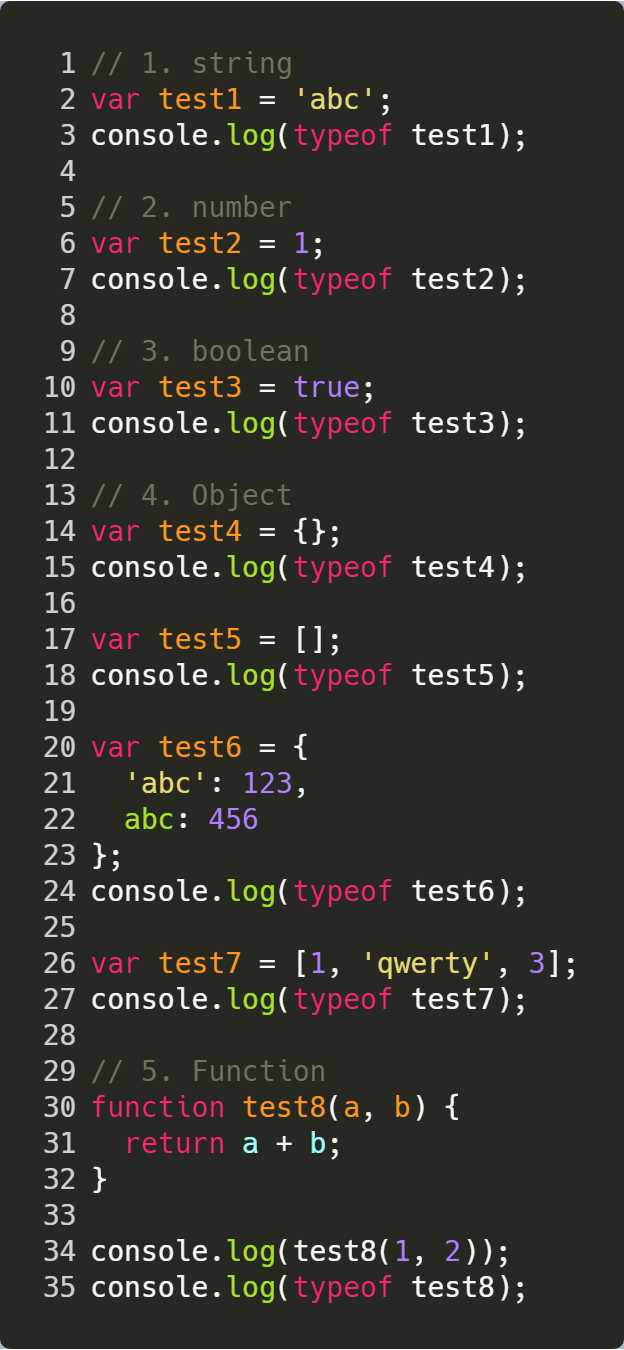 1 // 1. string
2 var test1 = 'abc';
3 console.log(typeof test1);
4
5 // 2. number
6 var test2 = 1;
7 console.log(typeof test2);
8
9 // 3. boolean
10 var test3 = true;
11 console.log(typeof test3);
12
13 // 4. Object
14 var test4 = {};
15 console.log(typeof test4);
16
17 var test5 = [];
18 console.log(typeof test5);
19
20 var test6 = {
21   'abc': 123,
22   abc: 456
23 };
24 console.log(typeof test6);
25
26 var test7 = [1, 'qwerty', 3];
27 console.log(typeof test7);
28
29 // 5. Function
30 function test8(a, b) {
31   return a + b;
32 }
33
34 console.log(test8(1, 2));
35 console.log(typeof test8);